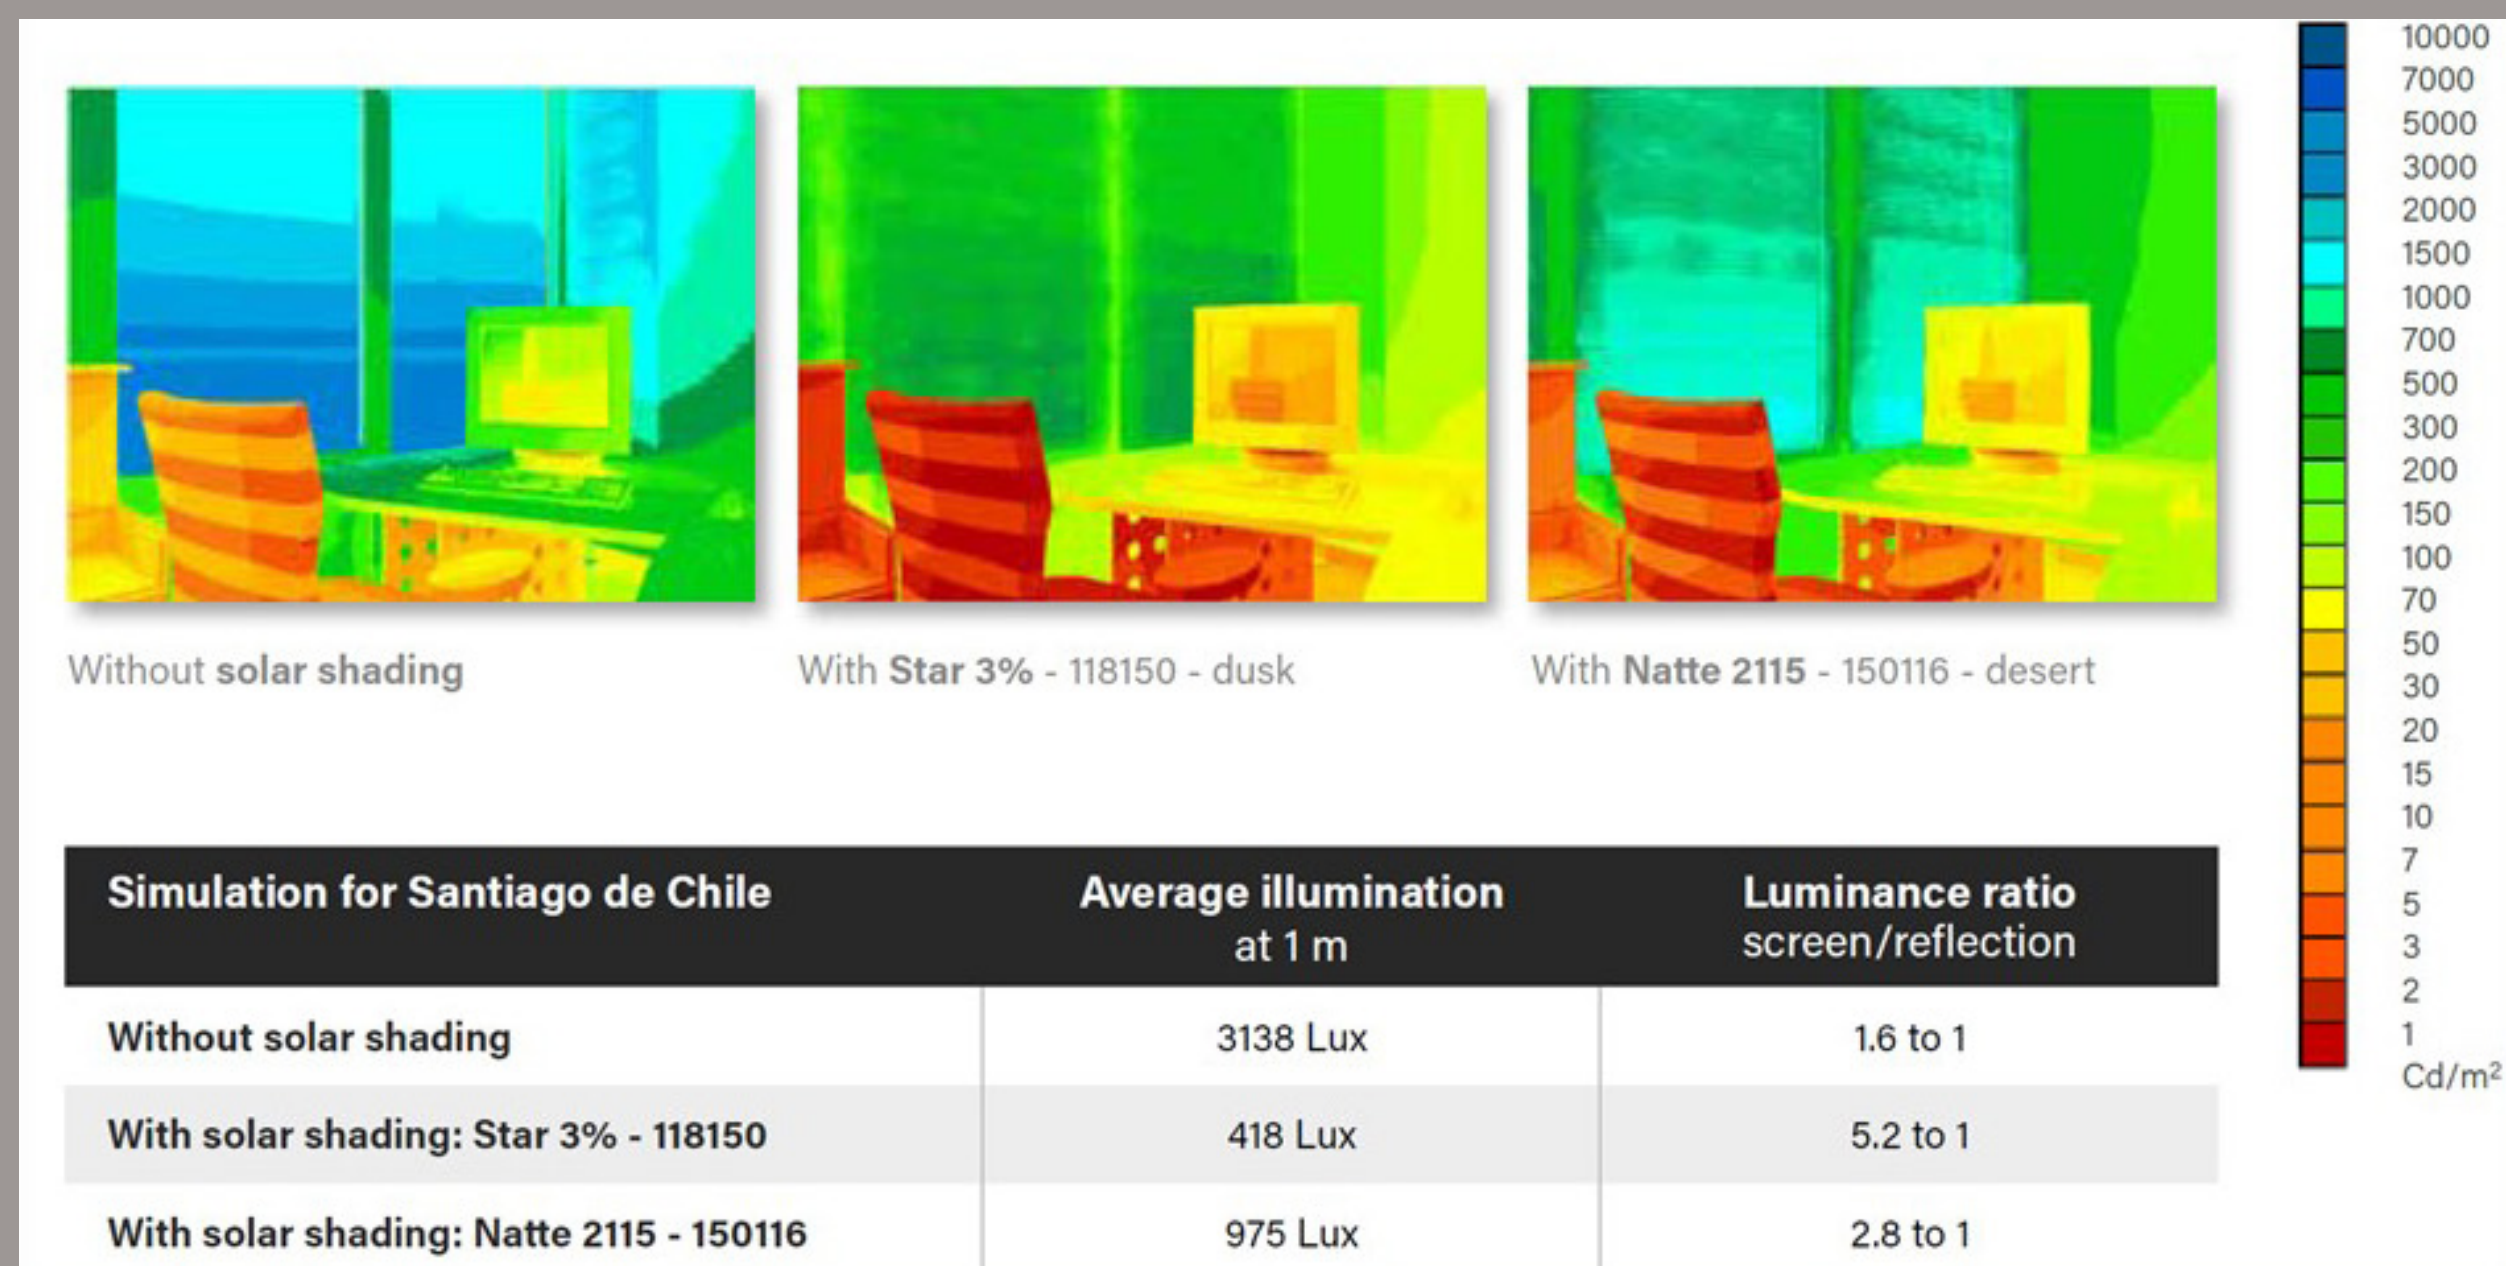 Without solar shading
With Star 3% - 118150 - dusk
With Natte 2115 - 150116 - desert
10000
7000
5000
3000
2000
1500
1000
700
500
300
200
150
100
70
50
30
20
15
10
7
5
3
2
1
Cd/m²
Simulation for Santiago de Chile
Average illumination
at 1 m
Luminance ratio
screen/reflection
Without solar shading
3138 Lux
1.6 to 1
With solar shading: Star 3% - 118150
418 Lux
5.2 to 1
With solar shading: Natte 2115 - 150116
975 Lux
2.8 to 1